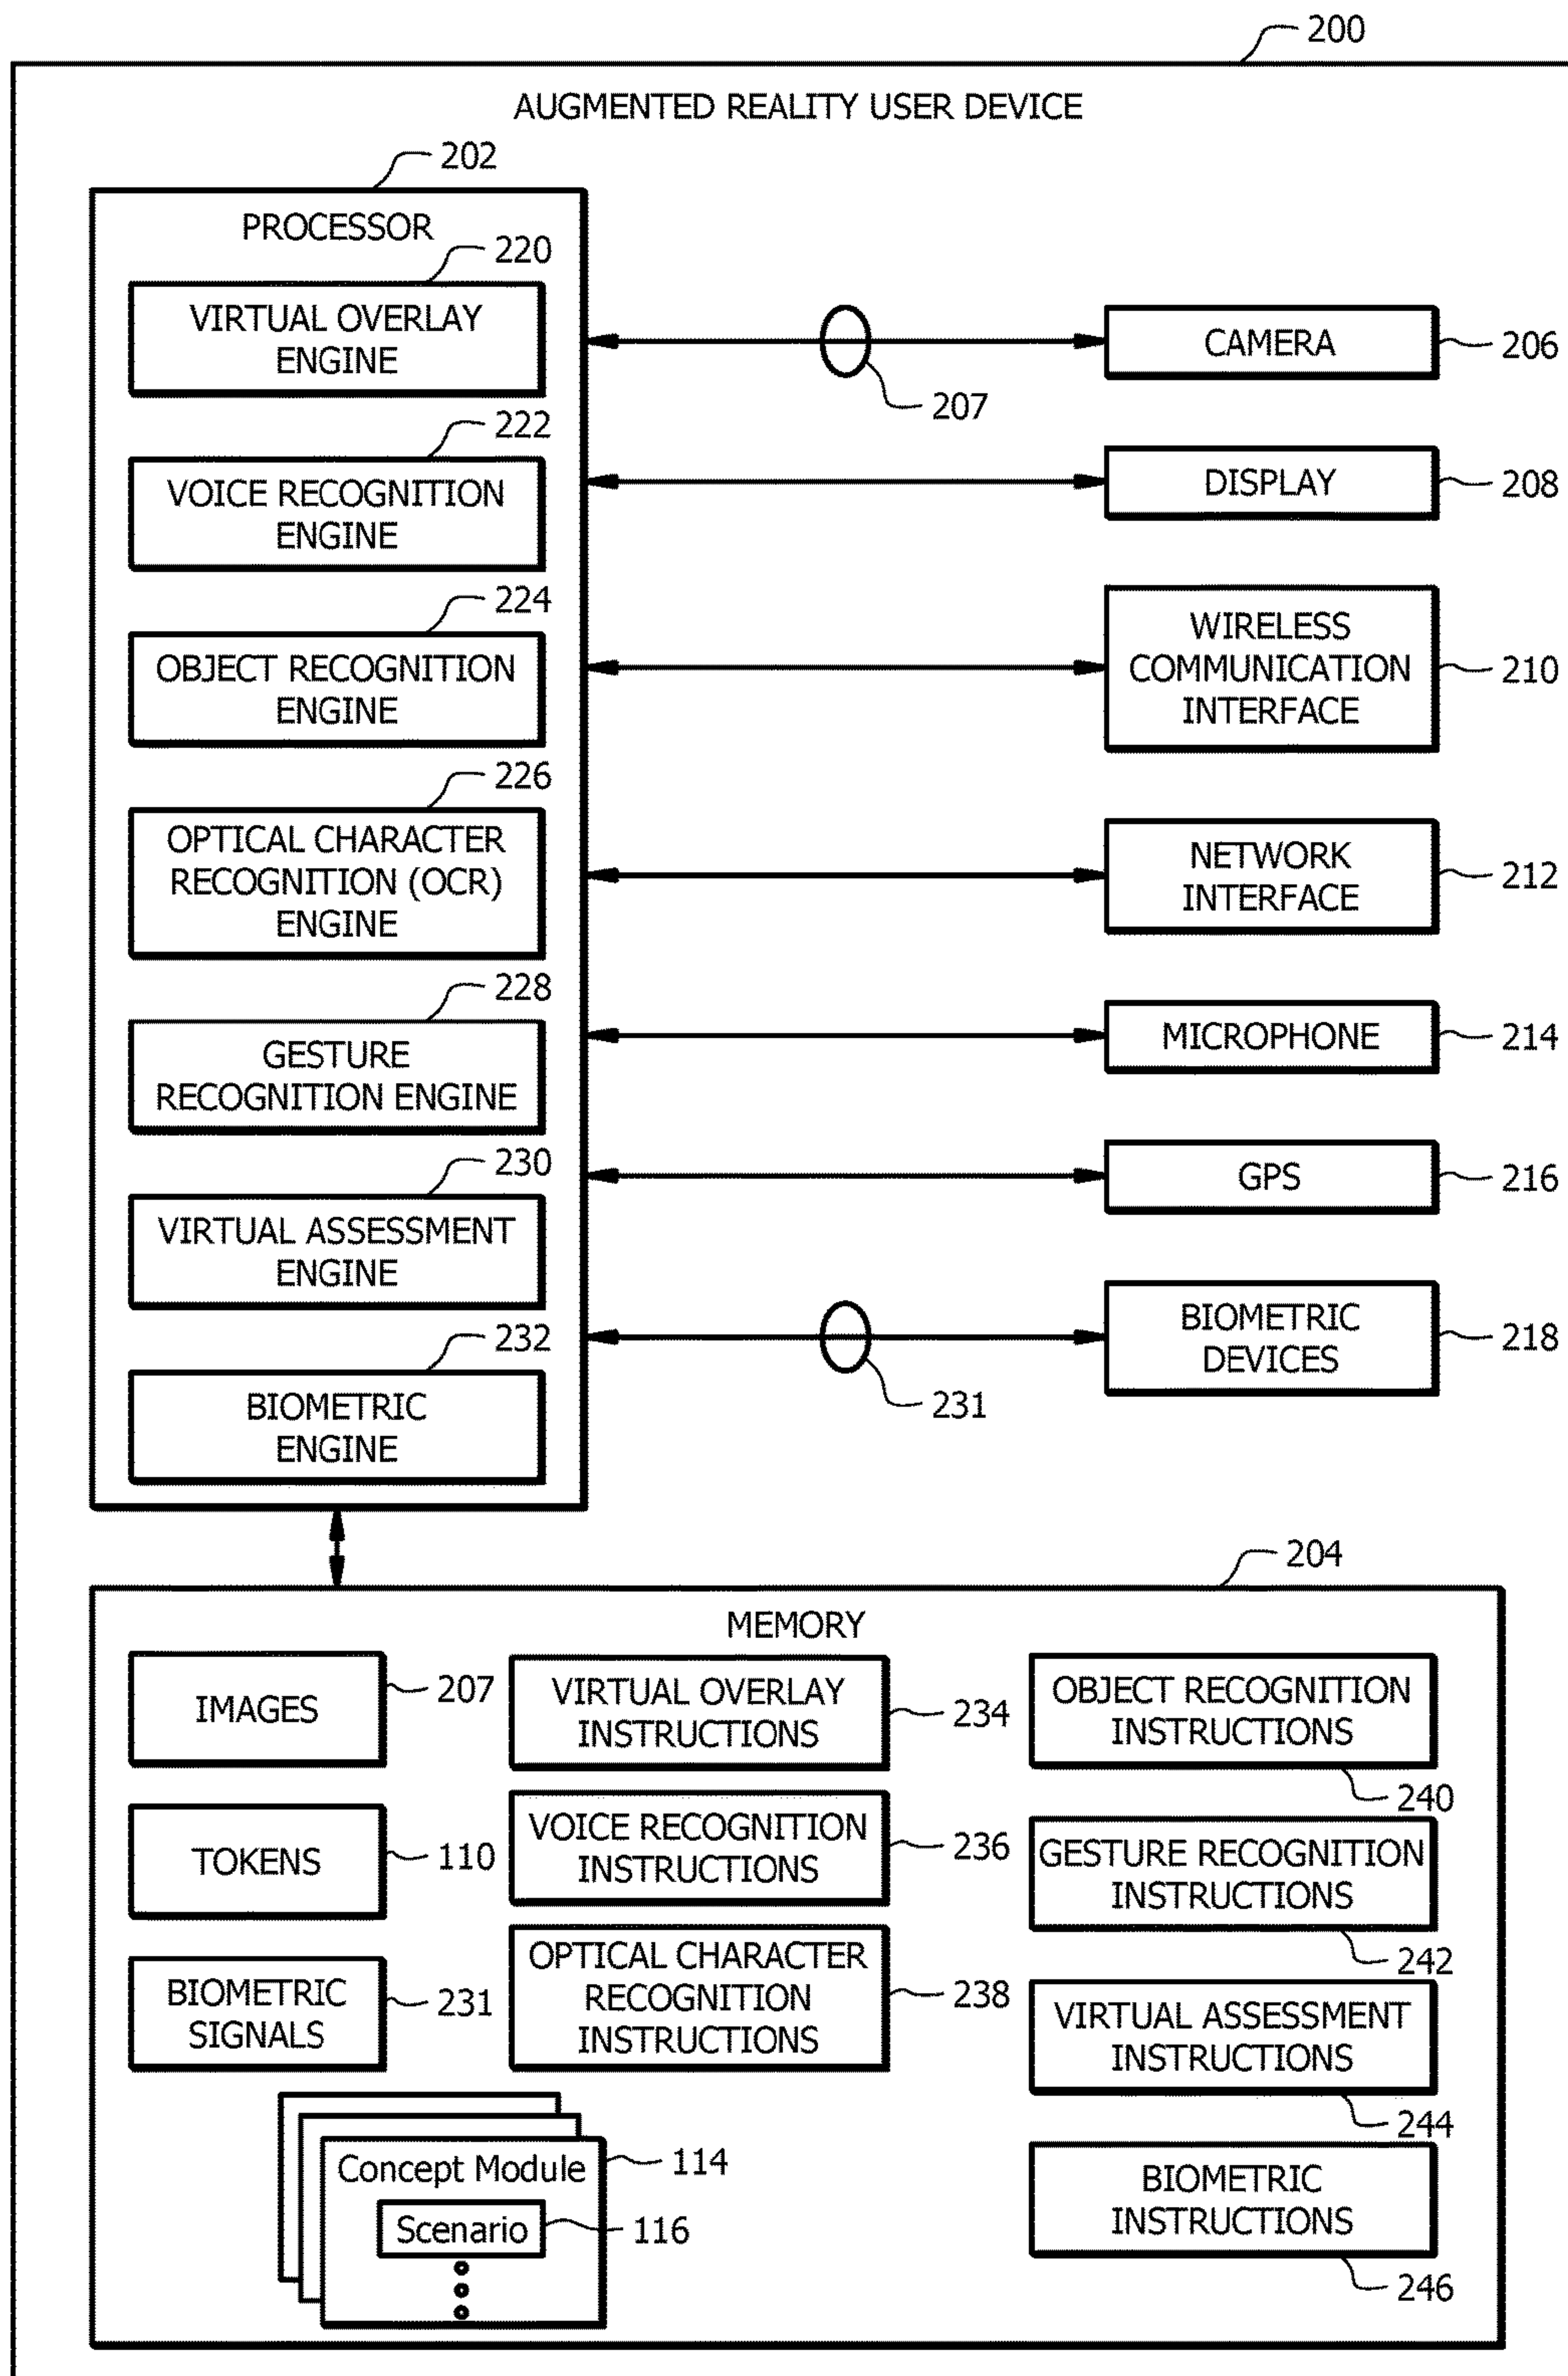 200
AUGMENTED REALITY USER DEVICE
202
PROCESSOR
220
VIRTUAL OVERLAY
ENGINE
222
VOICE RECOGNITION
ENGINE
224
OBJECT RECOGNITION
ENGINE
226
OPTICAL CHARACTER
RECOGNITION (OCR)
ENGINE
228
GESTURE
RECOGNITION ENGINE
230
VIRTUAL ASSESSMENT
ENGINE
232
BIOMETRIC
ENGINE
207
CAMERA
206
DISPLAY
208
WIRELESS
COMMUNICATION
INTERFACE
210
NETWORK
INTERFACE
212
MICROPHONE
214
GPS
216
BIOMETRIC
DEVICES
218
231
204
MEMORY
IMAGES
207
TOKENS
110
BIOMETRIC
SIGNALS
231
Concept Module
114
Scenario
116
VIRTUAL OVERLAY
INSTRUCTIONS
234
VOICE RECOGNITION
INSTRUCTIONS
236
OPTICAL CHARACTER
RECOGNITION
INSTRUCTIONS
238
OBJECT RECOGNITION
INSTRUCTIONS
240
GESTURE RECOGNITION
INSTRUCTIONS
242
VIRTUAL ASSESSMENT
INSTRUCTIONS
244
BIOMETRIC
INSTRUCTIONS
246